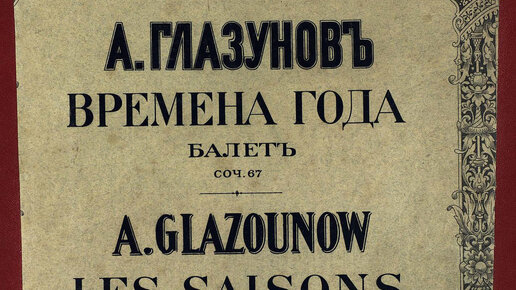 А. ГЛАЗУНОВЪ
ВРЕМЕНА ГОДА
БАЛЕТЪ
СОЧ. 67
A. GLAZOUNOW
LES SAISONS